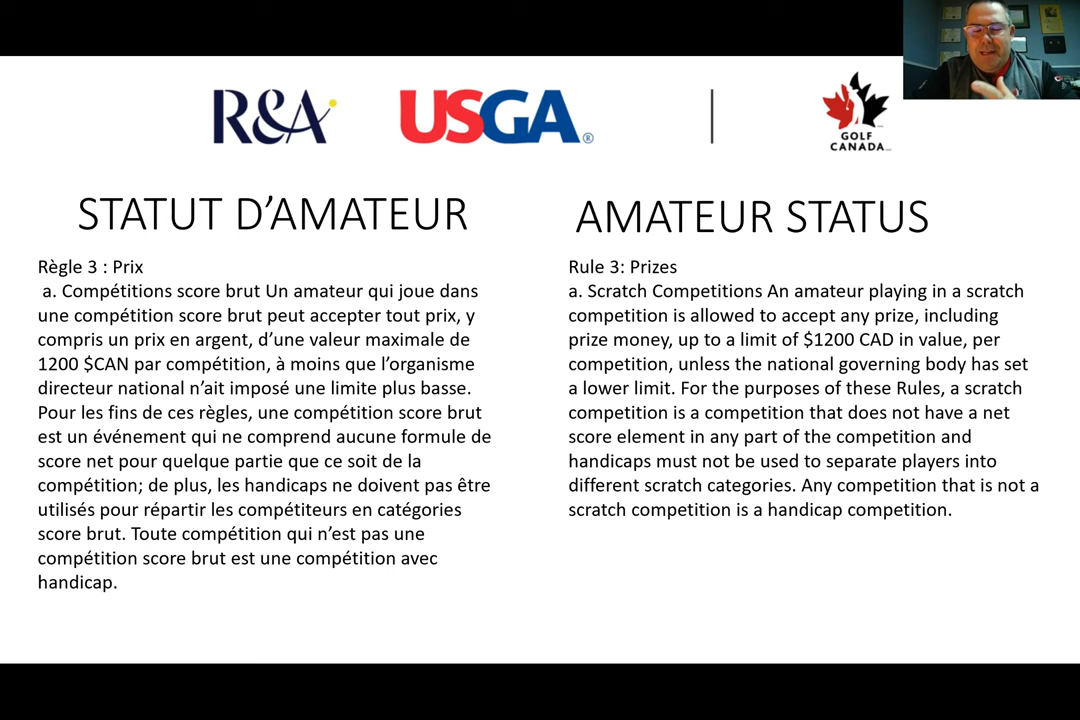 R&A
USGA®
GOLF
CANADA
STATUT D’AMATEUR
Règle 3 : Prix
a. Compétitions score brut Un amateur qui joue dans
une compétition score brut peut accepter tout prix, y
compris un prix en argent, d’une valeur maximale de
1200 $CAN par compétition, à moins que l’organisme
directeur national n’ait imposé une limite plus basse.
Pour les fins de ces règles, une compétition score brut
est un événement qui ne comprend aucune formule de
score net pour quelque partie que ce soit de la
compétition; de plus, les handicaps ne doivent pas être
utilisés pour répartir les compétiteurs en catégories
score brut. Toute compétition qui n’est pas une
compétition score brut est une compétition avec
handicap.
AMATEUR STATUS
Rule 3: Prizes
a. Scratch Competitions An amateur playing in a scratch
competition is allowed to accept any prize, including
prize money, up to a limit of $1200 CAD in value, per
competition, unless the national governing body has set
a lower limit. For the purposes of these Rules, a scratch
competition is a competition that does not have a net
score element in any part of the competition and
handicaps must not be used to separate players into
different scratch categories. Any competition that is not a
scratch competition is a handicap competition.